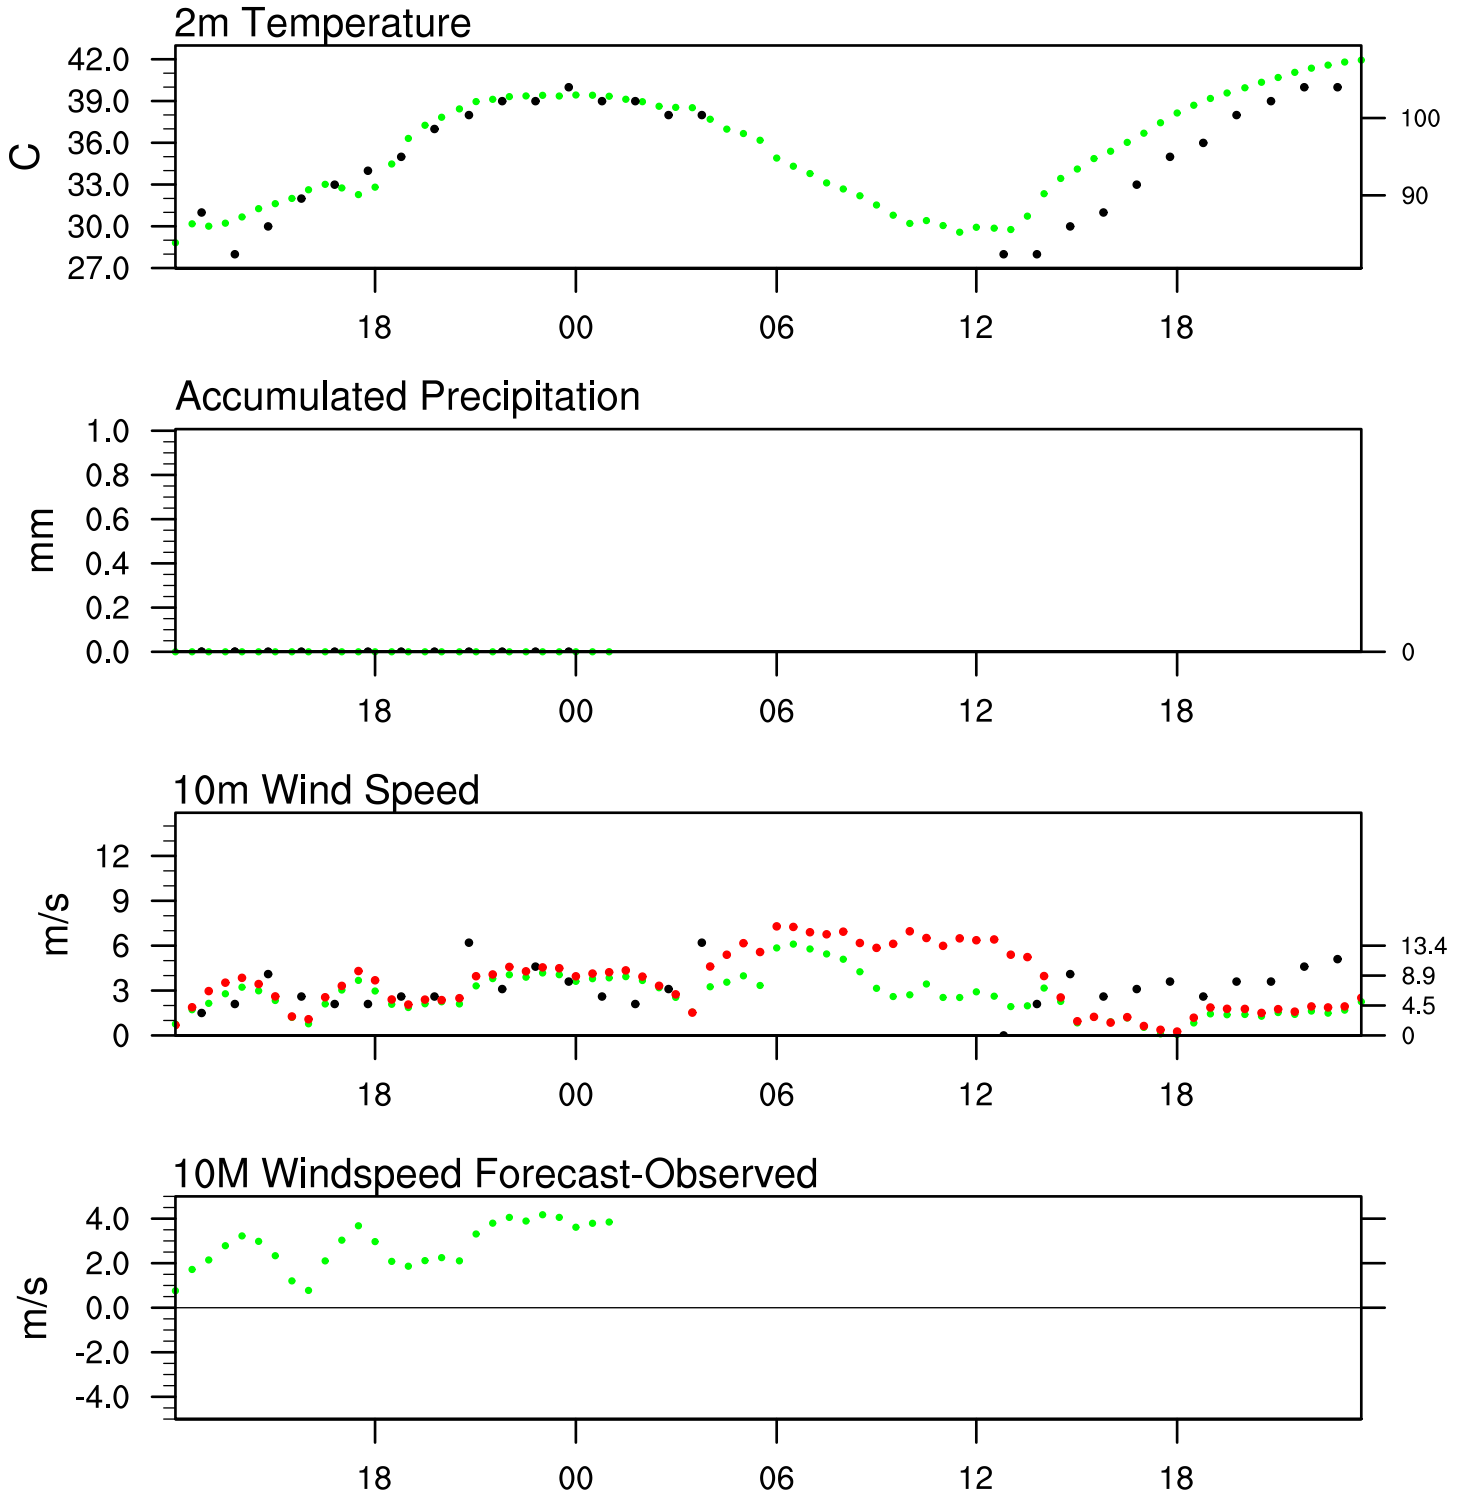 2m Temperature
42.0
39.0
36.0
33.0
30.0
27.0
C
100
90
18 00 06 12 18
Accumulated Precipitation
1.0
0.8
0.6
0.4
0.2
0.0
mm
0
18 00 06 12 18
10m Wind Speed
12
9
6
3
0
m/s
13.4
8.9
4.5
0
18 00 06 12 18
10M Windspeed Forecast-Observed
4.0
2.0
0.0
-2.0
-4.0
m/s
18 00 06 12 18